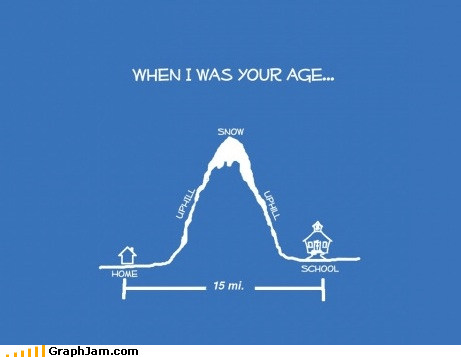 WHEN I WAS YOUR AGE...
SNOW
UPHILL
UPHILL
HOME
SCHOOL
15 mi.
GraphJam.com